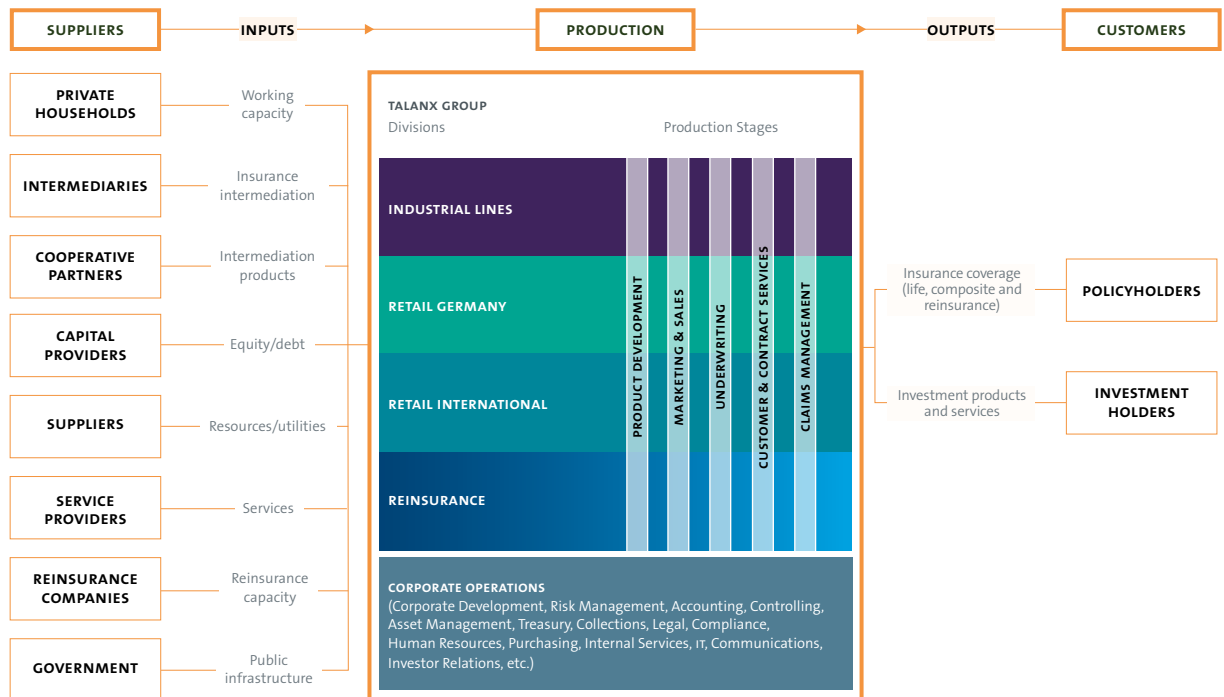 SUPPLIERS
INPUTS
PRODUCTION
OUTPUTS
CUSTOMERS
PRIVATE
HOUSEHOLDS
Working
capacity
INTERMEDIARIES
Insurance
intermediation
COOPERATIVE
PARTNERS
Intermediation
products
CAPITAL
PROVIDERS
Equity/debt
SUPPLIERS
Resources/utilities
SERVICE
PROVIDERS
Services
REINSURANCE
COMPANIES
Reinsurance
capacity
GOVERNMENT
Public
infrastructure
TALANX GROUP
Divisions
Production Stages
INDUSTRIAL LINES
RETAIL GERMANY
RETAIL INTERNATIONAL
REINSURANCE
PRODUCT DEVELOPMENT
MARKETING & SALES
UNDERWRITING
CUSTOMER & CONTRACT SERVICES
CLAIMS MANAGEMENT
CORPORATE OPERATIONS
(Corporate Development, Risk Management, Accounting, Controlling,
Asset Management, Treasury, Collections, Legal, Compliance,
Human Resources, Purchasing, Internal Services, IT, Communications,
Investor Relations, etc.)
Insurance coverage
(life, composite and
reinsurance)
POLICYHOLDERS
Investment products
and services
INVESTMENT
HOLDERS